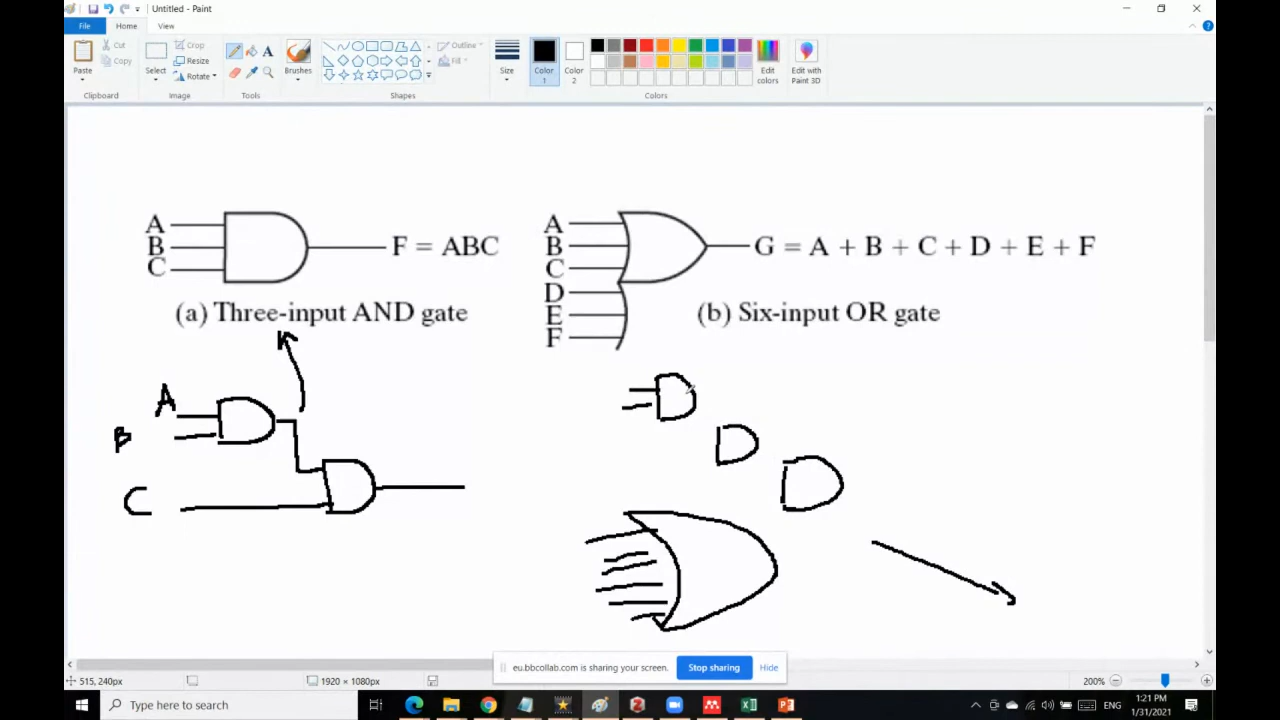 Untitled - Paint
File Home View
Paste Cut Copy
Select Crop Resize Rotate
Brushes
Outline
Fill
Size
Color 1
Color 2
Edit colors
Edit with Paint 3D
Clipboard Image Tools Shapes Colors
A
B
C
F = ABC
(a) Three-input AND gate
A
B
C
D
E
F
G = A + B + C + D + E + F
(b) Six-input OR gate
A
B
C
eu.bbcollab.com is sharing your screen. Stop sharing Hide
515, 240px 1920 × 1080px 200%
Type here to search
ENG
1:21 PM
1/31/2021